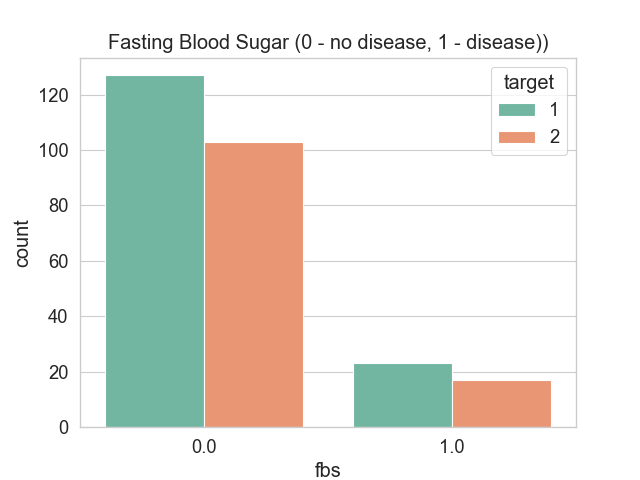 Fasting Blood Sugar (0 - no disease, 1 - disease))
target
1
2
120
100
80
60
40
20
0
count
0.0 1.0
fbs